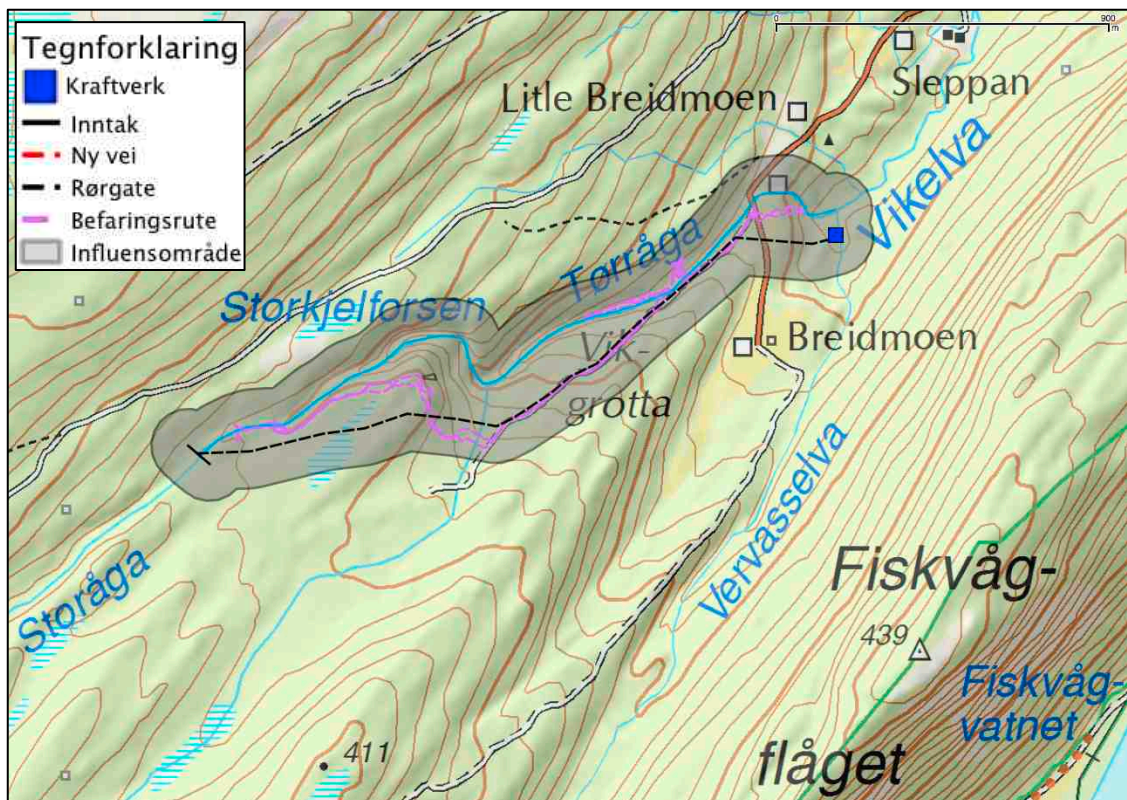 Tegnforklaring
Kraftverk
Inntak
Ny vei
Rørgate
Befaringsrute
Influensområde
0
900
m
Sleppan
Litle Breidmoen
Vikelva
Tørråga
Storkjelforsen
Vik-
grotta
Breidmoen
Storåga
Vervasselva
Fiskvåg-
439
Fiskvåg-
vatnet
411
flåget